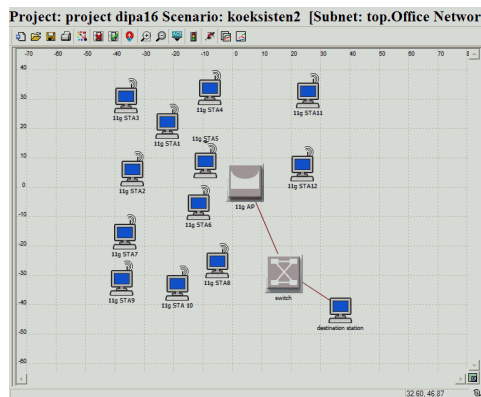 Project: project dipa16 Scenario: koeksisten2 [Subnet: top.Office Networ
-70 -60 -50 -40 -30 -20 -10 0 10 20 30 40 50 60 70 8
40
30
20
10
0
-10
-20
-30
-40
-50
-60
11g STA3
11g STA4
11g STA11
11g STA1
11g STA5
11g STA2
11g STA12
11g AP
11g STA6
11g STA7
11g STA8
11g STA9
11g STA 10
switch
destination station
32.60, 46.87